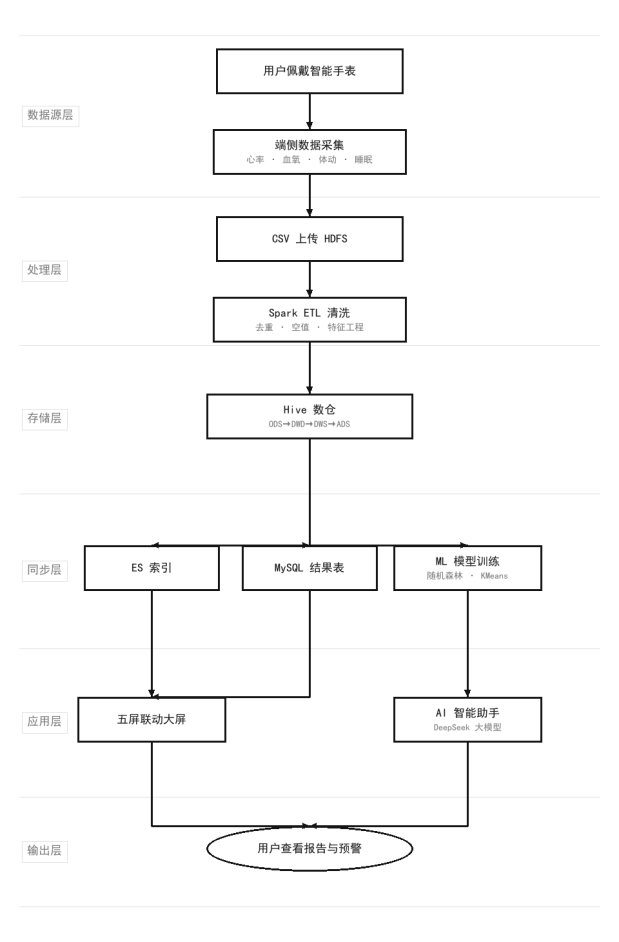 用户佩戴智能手表
数据源层
端侧数据采集
心率 · 血氧 · 体动 · 睡眠
CSV 上传 HDFS
处理层
Spark ETL 清洗
去重 · 空值 · 特征工程
存储层
Hive 数仓
ODS→DWD→DWS→ADS
同步层
ES 索引
MySQL 结果表
ML 模型训练
随机森林 · KMeans
应用层
五屏联动大屏
AI 智能助手
DeepSeek 大模型
输出层
用户查看报告与预警